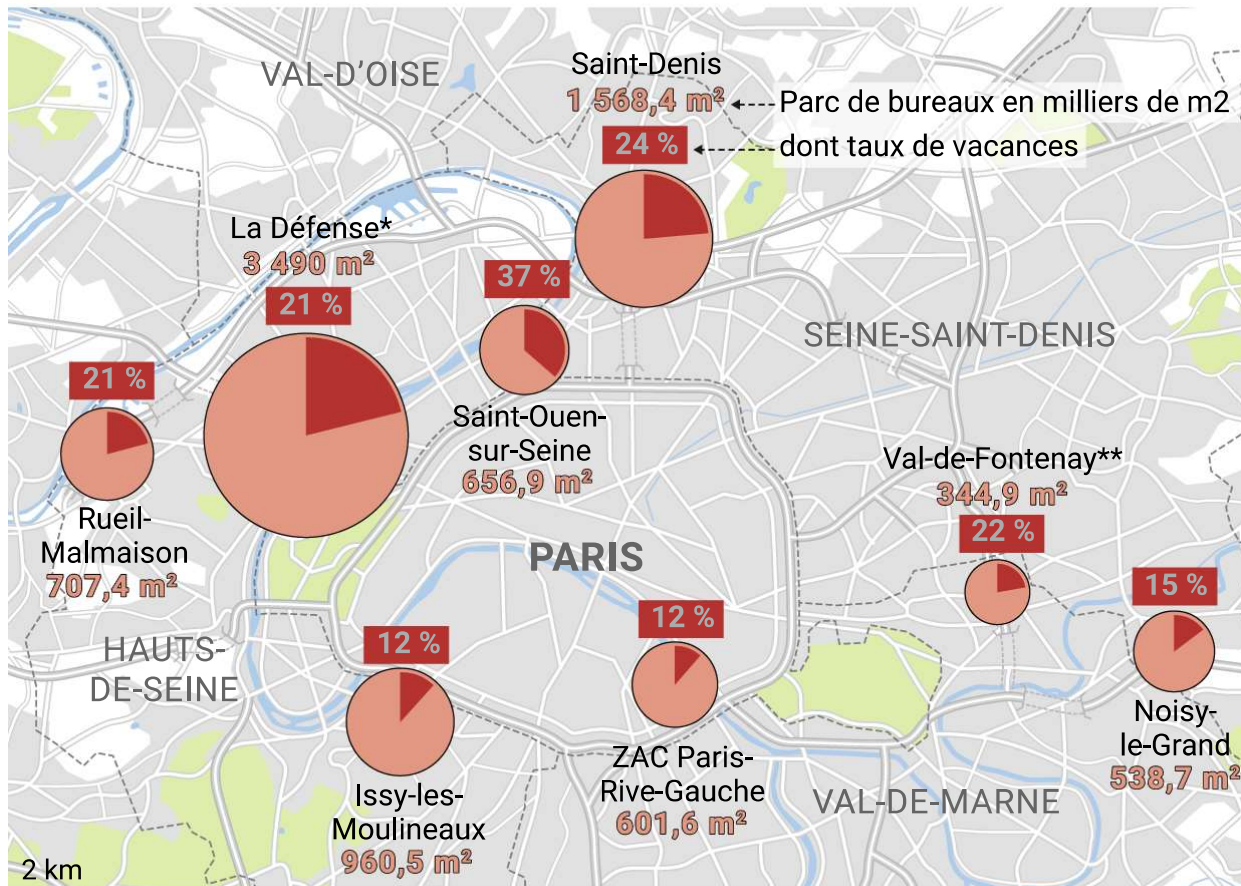 VAL-D'OISE
Saint-Denis
1 568,4 m²
Parc de bureaux en milliers de m2
24 %
dont taux de vacances
La Défense*
3 490 m²
21 %
37 %
Saint-Ouen-
sur-Seine
656,9 m²
SEINE-SAINT-DENIS
21 %
Rueil-
Malmaison
707,4 m²
PARIS
Val-de-Fontenay**
344,9 m²
22 %
15 %
Noisy-
le-Grand
538,7 m²
HAUTS-
DE-SEINE
12 %
Issy-les-
Moulineaux
960,5 m²
12 %
ZAC Paris-
Rive-Gauche
601,6 m²
VAL-DE-MARNE
2 km